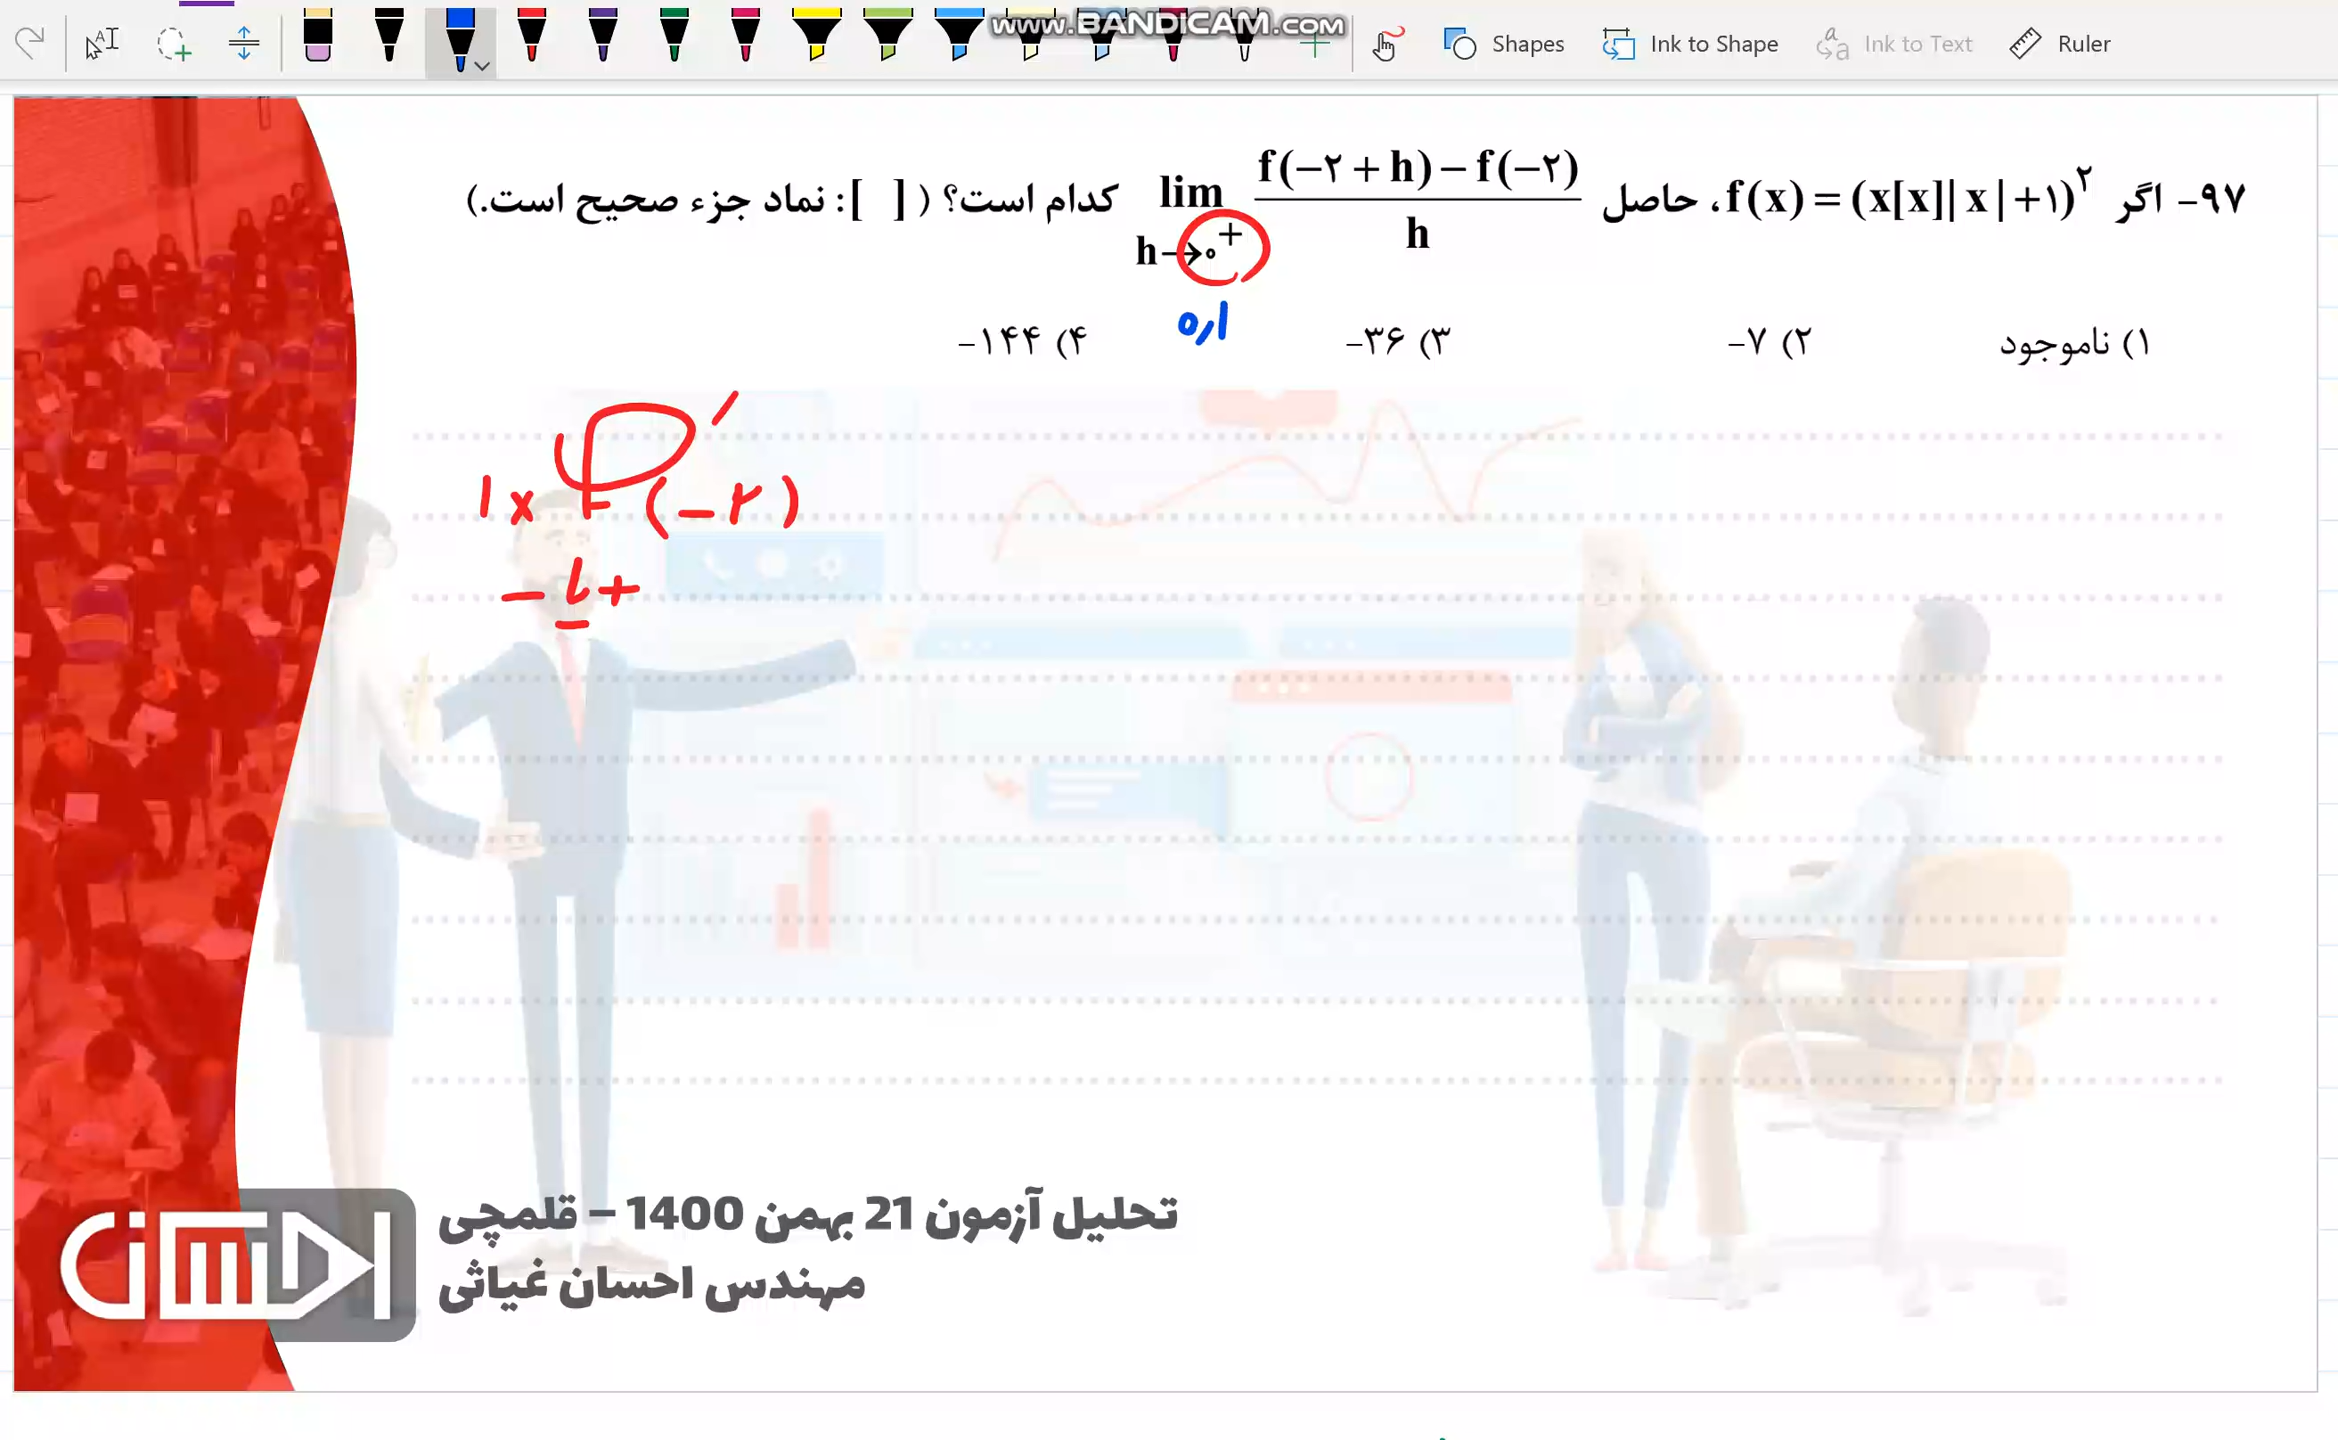 www.BANDICAM.com
Shapes Ink to Shape Ink to Text Ruler
۹۷- اگر f(x) = (x[x]|x|+۱)^۲، حاصل lim h→۰^+ (f(−۲+h)−f(−۲))/h کدام است؟ ( [ ]: نماد جزء صحیح است.)
۰٫۱
۱) ناموجود ۲) −۷ ۳) −۳۶ ۴) −۱۴۴
تحلیل آزمون 21 بهمن 1400 – قلمچی
مهندس احسان غیاثی